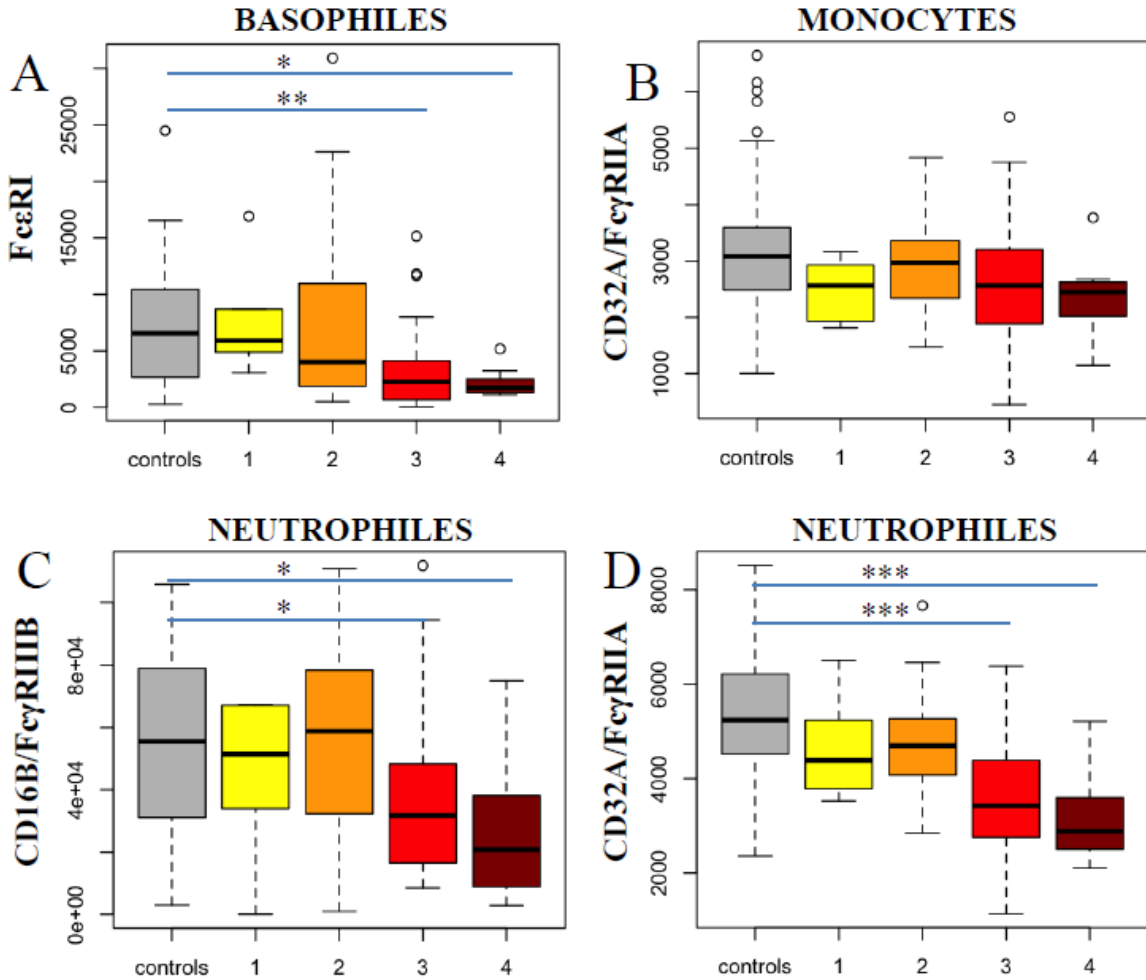 BASOPHILES
A
*
**
FcεRI
25000
15000
5000
0
controls 1 2 3 4
MONOCYTES
B
CD32A/FcγRIIA
5000
3000
1000
controls 1 2 3 4
NEUTROPHILES
C
*
*
CD16B/FcγRIIIB
8e+04
4e+04
0e+00
controls 1 2 3 4
NEUTROPHILES
D
***
***
CD32A/FcγRIIA
8000
6000
4000
2000
controls 1 2 3 4